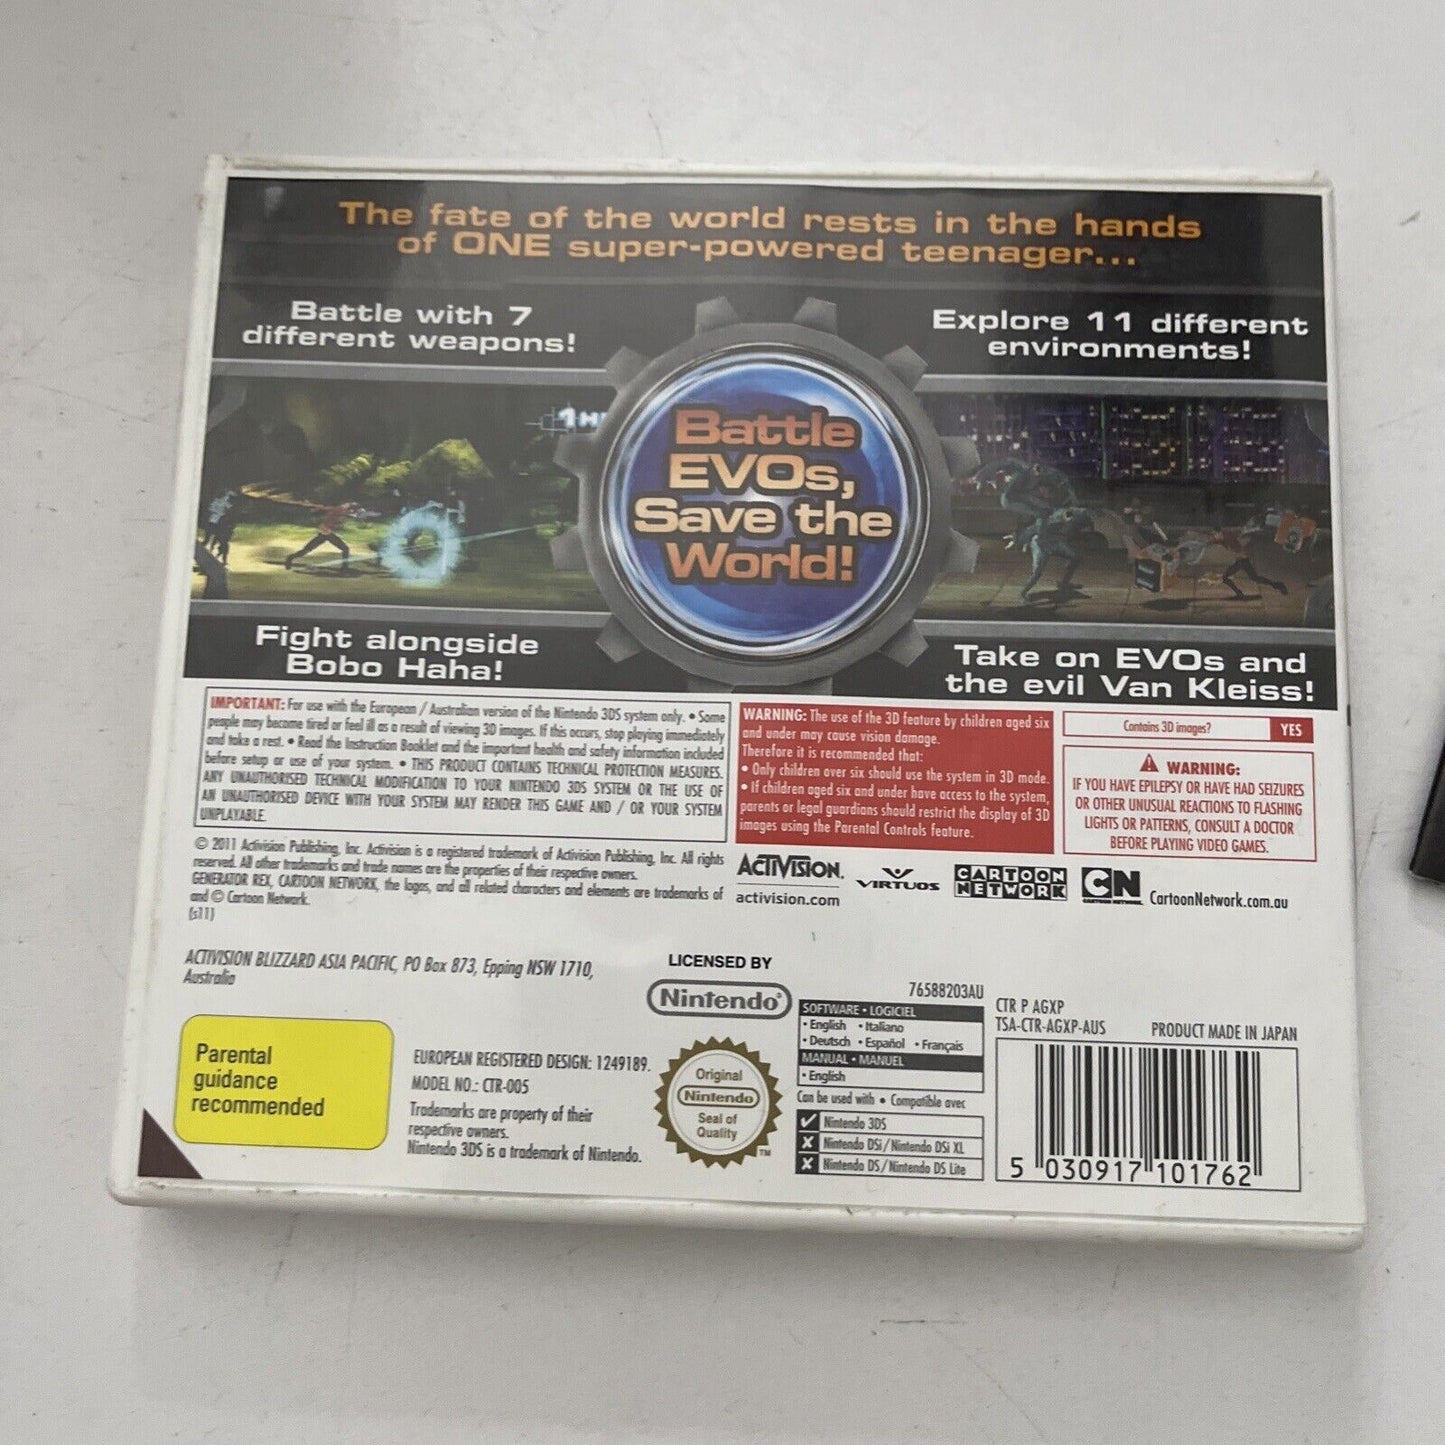 The fate of the world rests in the hands
of ONE super-powered teenager...
Battle with 7
different weapons!
Explore 11 different
environments!
1 HI
Battle
EVOs,
Save the
World!
Fight alongside
Bobo Haha!
Take on EVOs and
the evil Van Kleiss!
IMPORTANT: For use with the European / Australian version of the Nintendo 3DS system only. • Some
people may become tired or feel ill as a result of viewing 3D images. If this occurs, stop playing immediately
and take a rest. • Read the Instruction Booklet and the important health and safety information included
before setup or use of your system. • THIS PRODUCT CONTAINS TECHNICAL PROTECTION MEASURES.
ANY UNAUTHORISED TECHNICAL MODIFICATION TO YOUR NINTENDO 3DS SYSTEM OR THE USE OF
AN UNAUTHORISED DEVICE WITH YOUR SYSTEM MAY RENDER THIS GAME AND / OR YOUR SYSTEM
UNPLAYABLE.
WARNING: The use of the 3D feature by children aged six
and under may cause vision damage.
Therefore it is recommended that:
• Only children over six should use the system in 3D mode.
• If children aged six and under have access to the system,
parents or legal guardians should restrict the display of 3D
images using the Parental Controls feature.
Contains 3D images? YES
WARNING:
IF YOU HAVE EPILEPSY OR HAVE HAD SEIZURES
OR OTHER UNUSUAL REACTIONS TO FLASHING
LIGHTS OR PATTERNS, CONSULT A DOCTOR
BEFORE PLAYING VIDEO GAMES.
© 2011 Activision Publishing, Inc. Activision is a registered trademark of Activision Publishing, Inc. All rights
reserved. All other trademarks and trade names are the properties of their respective owners.
GENERATOR REX, CARTOON NETWORK, the logos, and all related characters and elements are trademarks of
and © Cartoon Network.
(s11)
ACTIVISION.
activision.com
VIRTUOS
CARTOON
NETWORK
CN
CARTOON NETWORK
CartoonNetwork.com.au
ACTIVISION BLIZZARD ASIA PACIFIC, PO Box 873, Epping NSW 1710,
Australia
LICENSED BY
Nintendo
Parental
guidance
recommended
EUROPEAN REGISTERED DESIGN: 1249189.
MODEL NO.: CTR-005
Trademarks are property of their
respective owners.
Nintendo 3DS is a trademark of Nintendo.
Original
Nintendo
Seal of
Quality
TM
76588203AU
SOFTWARE • LOGICIEL
• English • Italiano
• Deutsch • Español • Français
MANUAL • MANUEL
• English
Can be used with • Compatible avec
Nintendo 3DS
Nintendo DSi/Nintendo DSi XL
Nintendo DS/Nintendo DS Lite
CTR P AGXP
TSA-CTR-AGXP-AUS
PRODUCT MADE IN JAPAN
5 030917 101762